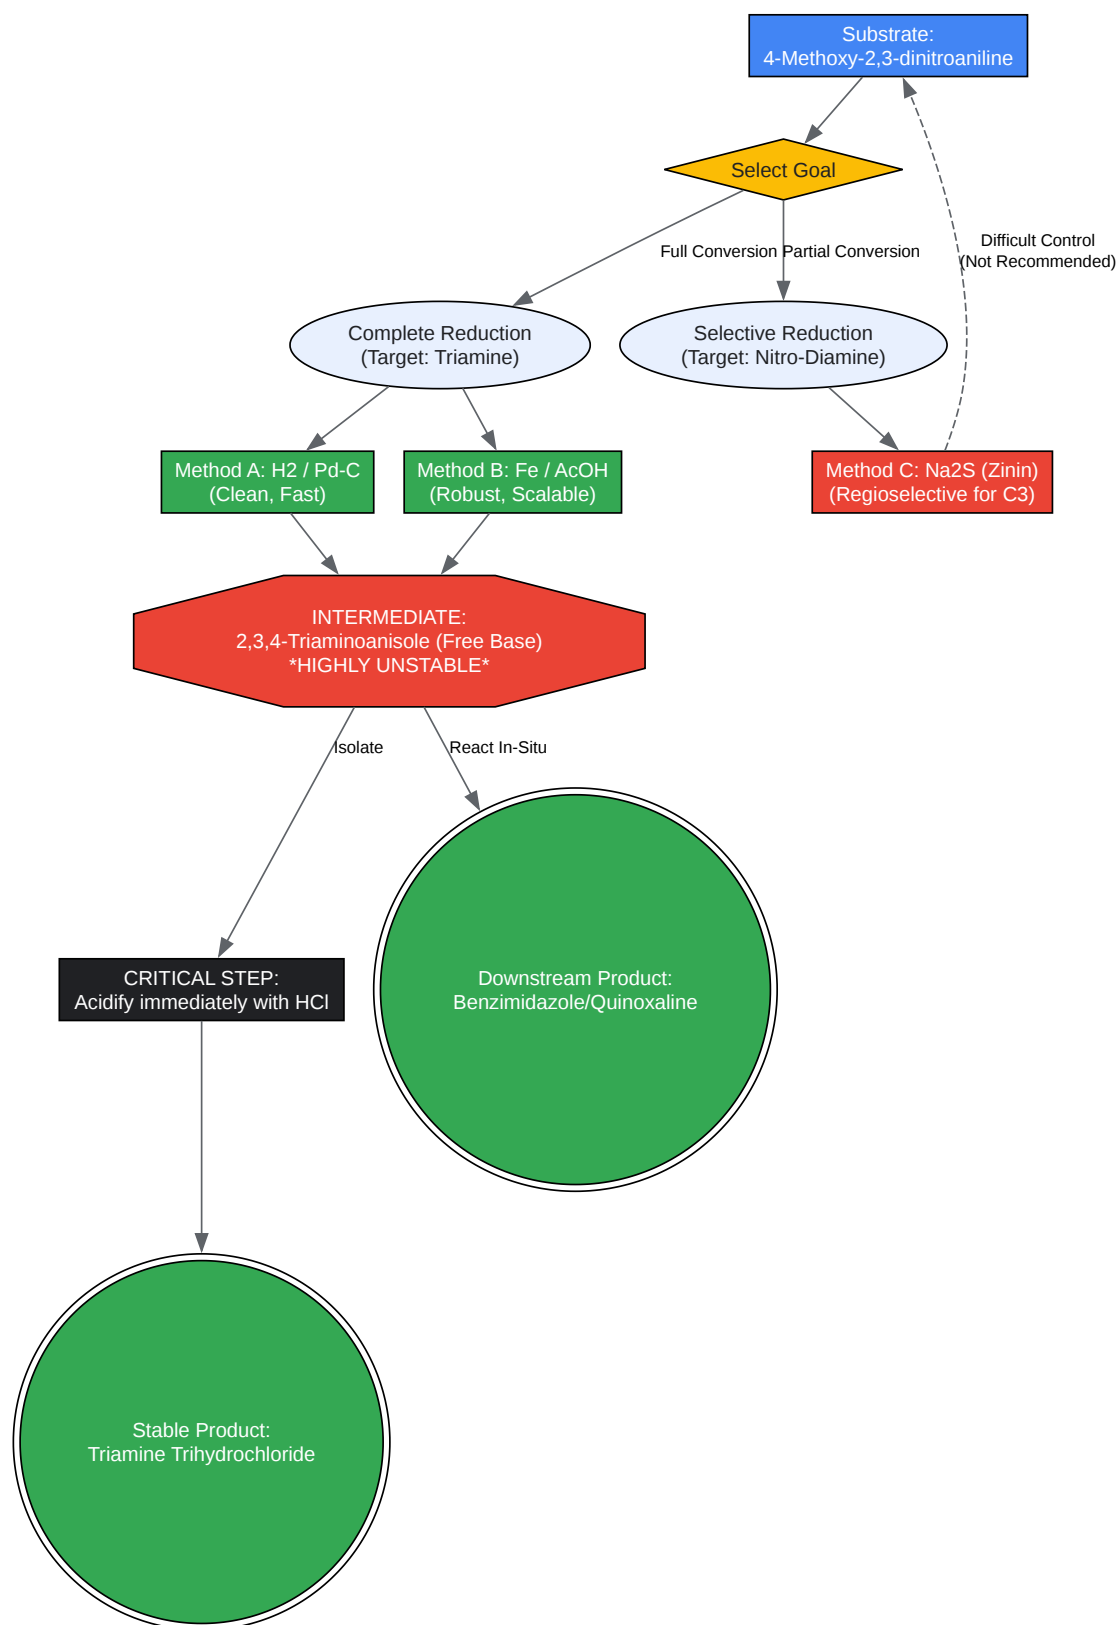 Substrate:
4-Methoxy-2,3-dinitroaniline
Select Goal
Full Conversion
Partial Conversion
Difficult Control
(Not Recommended)
Complete Reduction
(Target: Triamine)
Selective Reduction
(Target: Nitro-Diamine)
Method A: H2 / Pd-C
(Clean, Fast)
Method B: Fe / AcOH
(Robust, Scalable)
Method C: Na2S (Zinin)
(Regioselective for C3)
INTERMEDIATE:
2,3,4-Triaminoanisole (Free Base)
*HIGHLY UNSTABLE*
Isolate
React In-Situ
CRITICAL STEP:
Acidify immediately with HCl
Downstream Product:
Benzimidazole/Quinoxaline
Stable Product:
Triamine Trihydrochloride